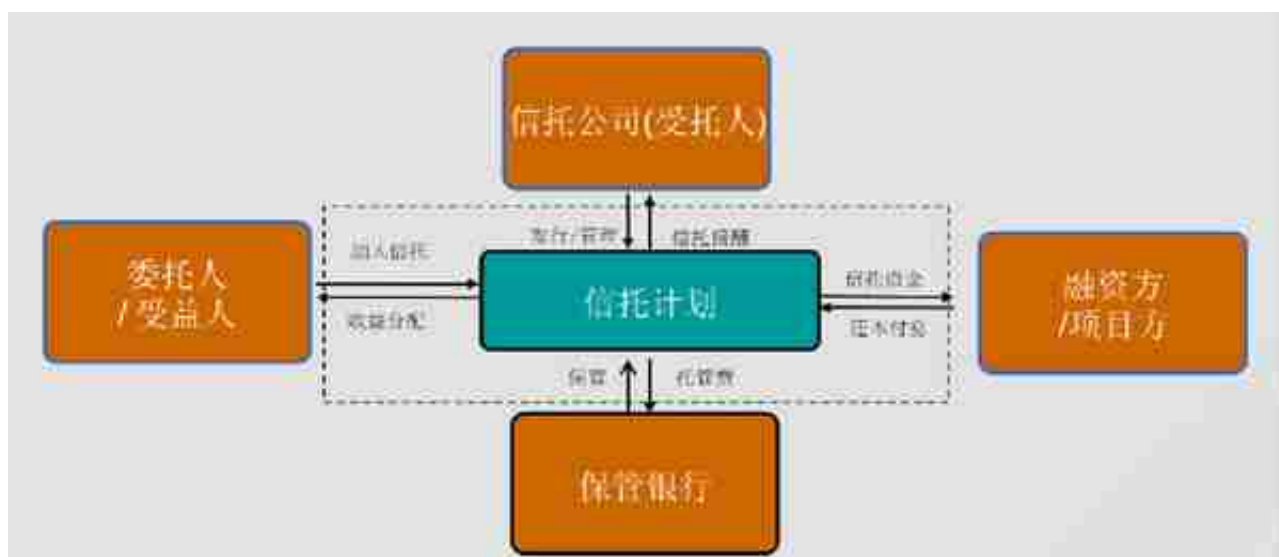 信托公司(受托人)
发行/管理
信托报酬
加入信托
委托人
/ 受益人
收益分配
信托计划
信托资金
融资方
/项目方
还本付息
保管
托管费
保管银行